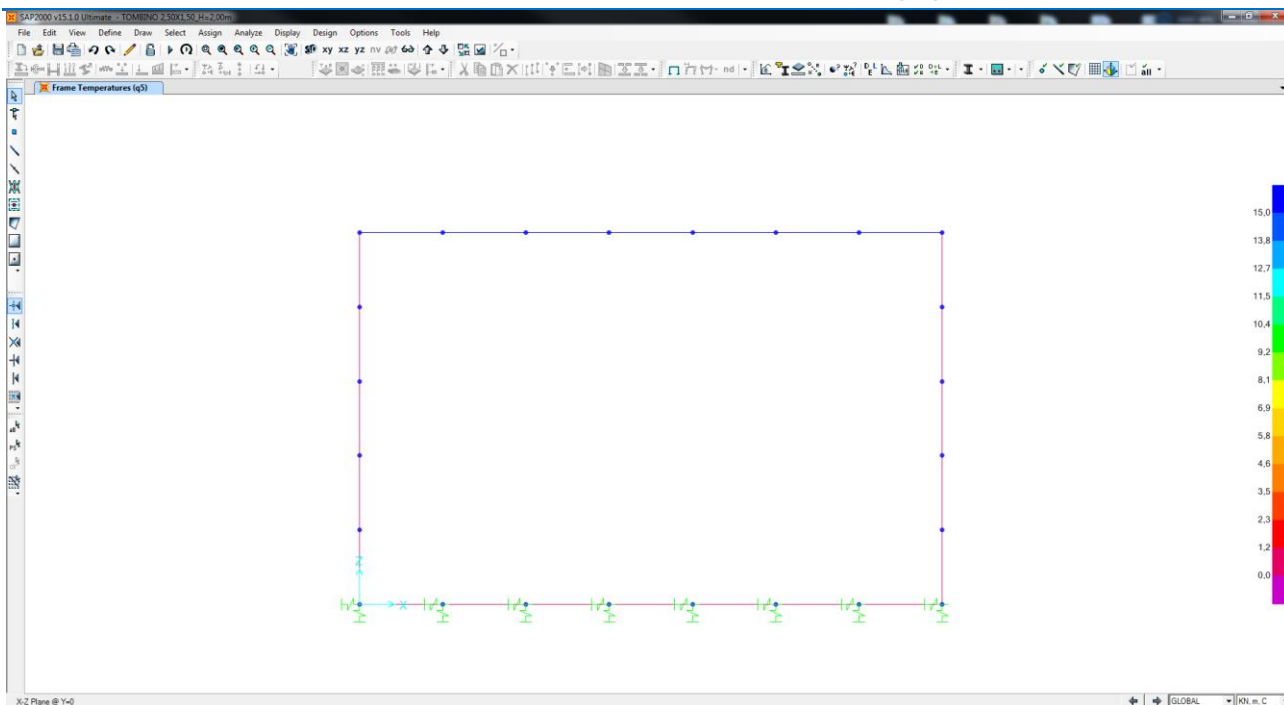 SAP2000 v15.1.0 Ultimate - TOMBINO 2,50X1,50_H=2,00m
File Edit View Define Draw Select Assign Analyze Display Design Options Tools Help
xy xz yz nv
nd
all
Frame Temperatures (q5)
15,0
13,8
12,7
11,5
10,4
9,2
8,1
6,9
5,8
4,6
3,5
2,3
1,2
0,0
Z
X
X-Z Plane @ Y=0
GLOBAL
KN, m, C